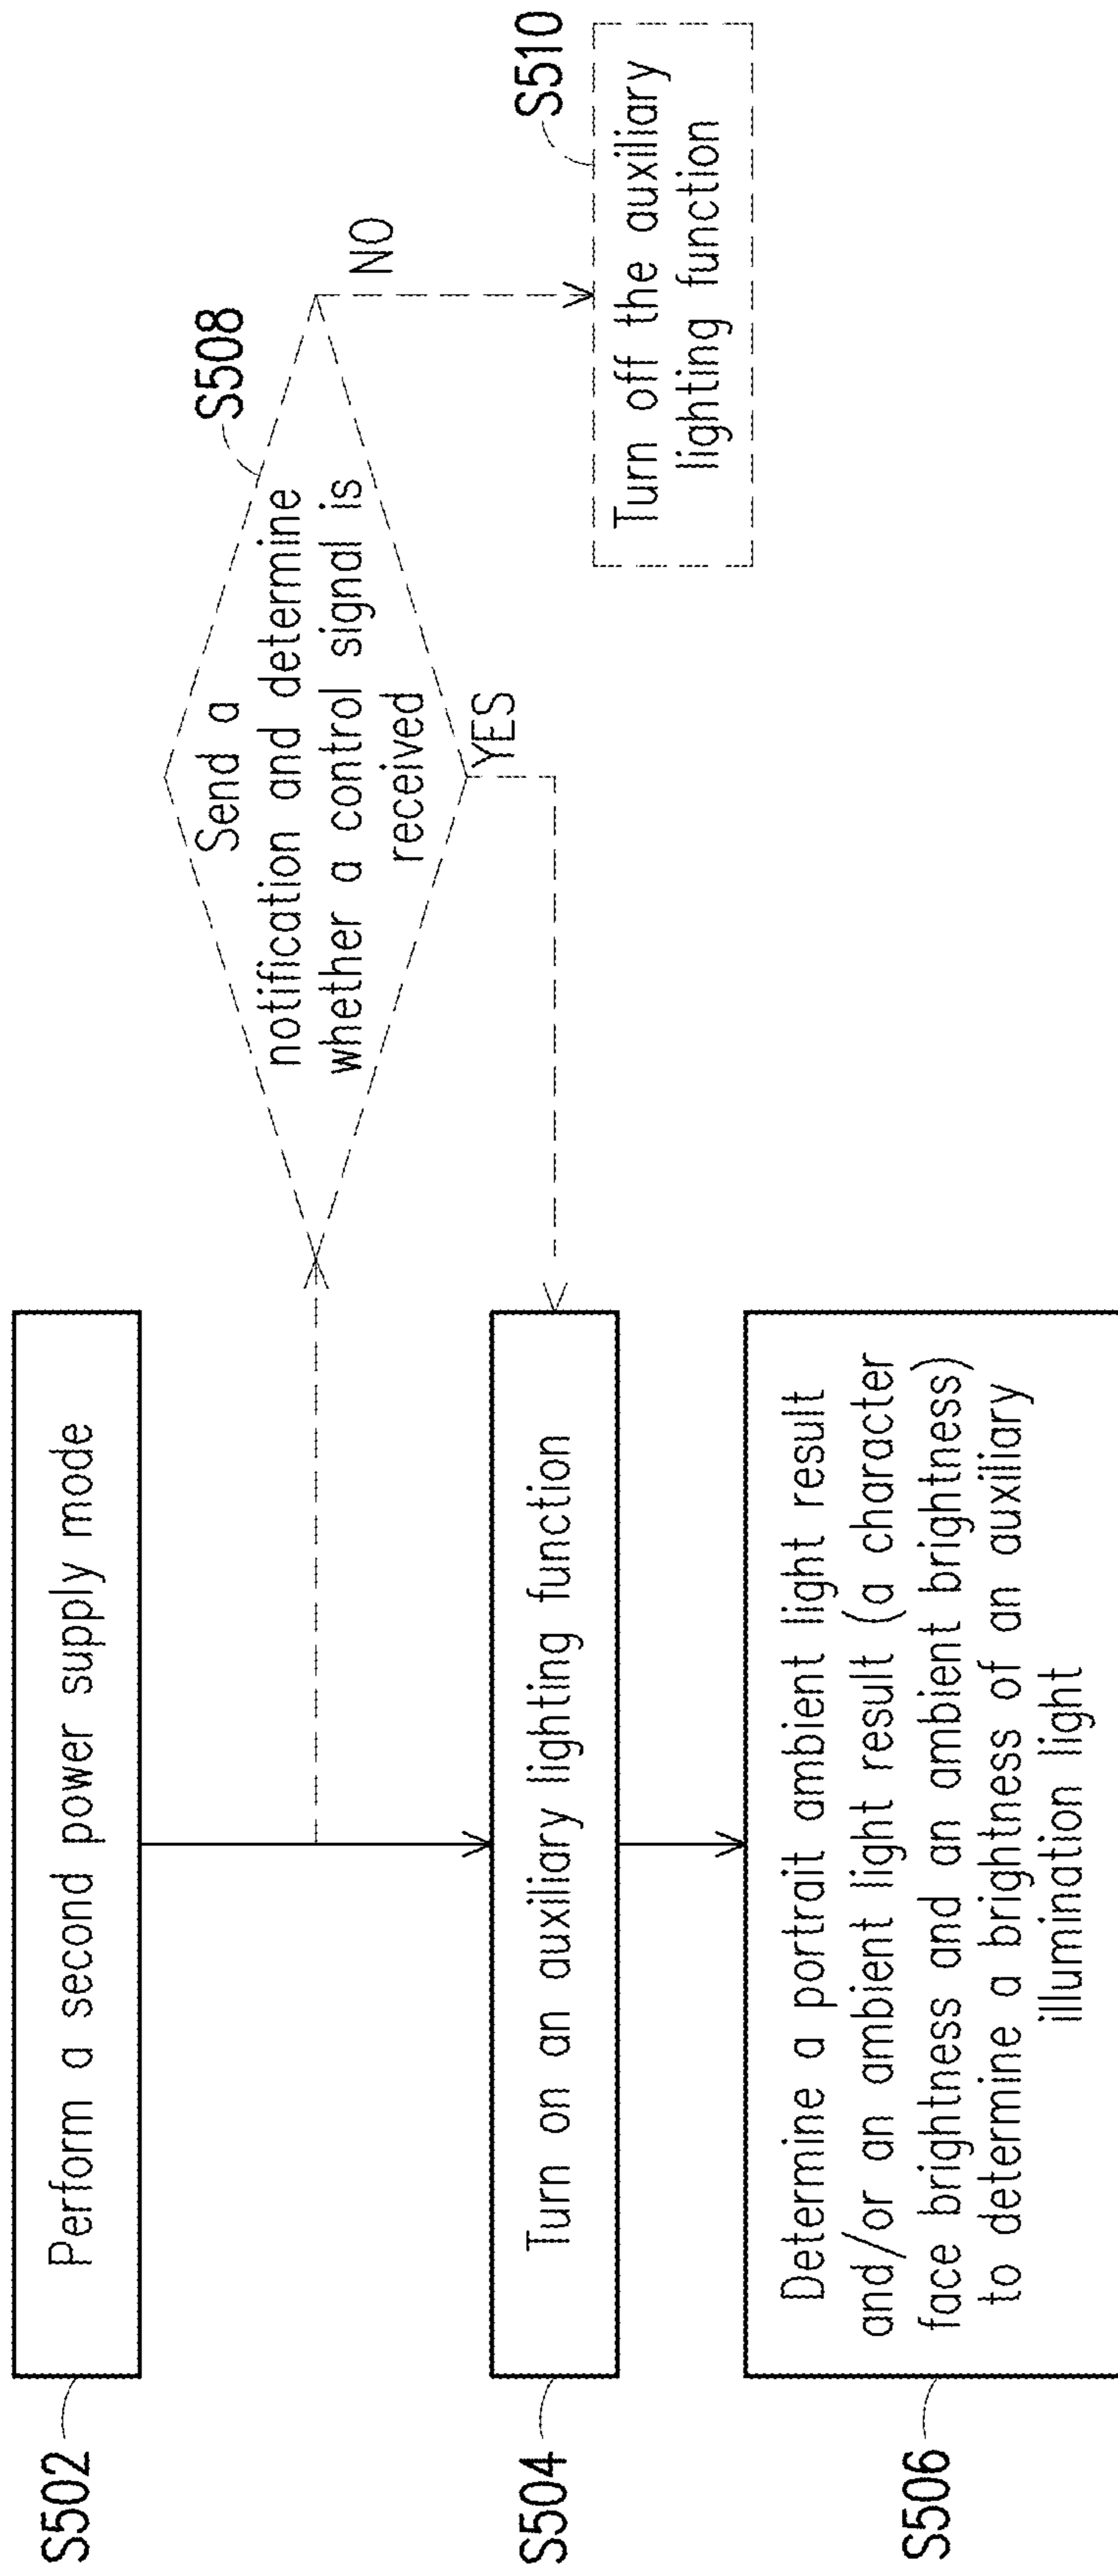 S502
Perform a second power supply mode
S508
Send a
notification and determine
whether a control signal is
received
NO
YES
S510
Turn off the auxiliary
lighting function
S504
Turn on an auxiliary lighting function
S506
Determine a portrait ambient light result
and/or an ambient light result (a character
face brightness and an ambient brightness)
to determine a brightness of an auxiliary
illumination light